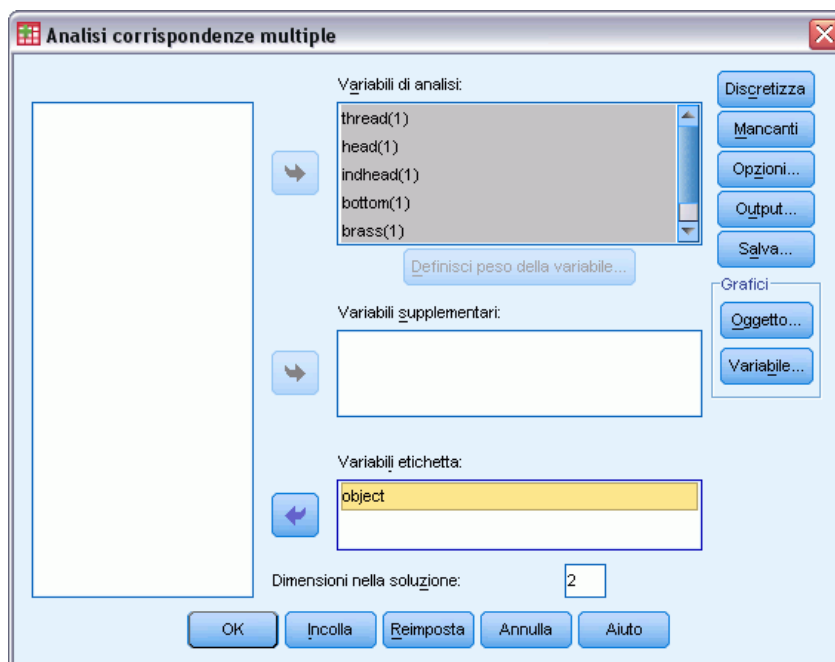 Analisi corrispondenze multiple
Variabili di analisi:
thread(1)
head(1)
indhead(1)
bottom(1)
brass(1)
Definisci peso della variabile...
Variabili supplementari:
Variabili etichetta:
object
Dimensioni nella soluzione:
2
Discretizza
Mancanti
Opzioni...
Output...
Salva...
Grafici
Oggetto...
Variabile...
OK
Incolla
Reimposta
Annulla
Aiuto